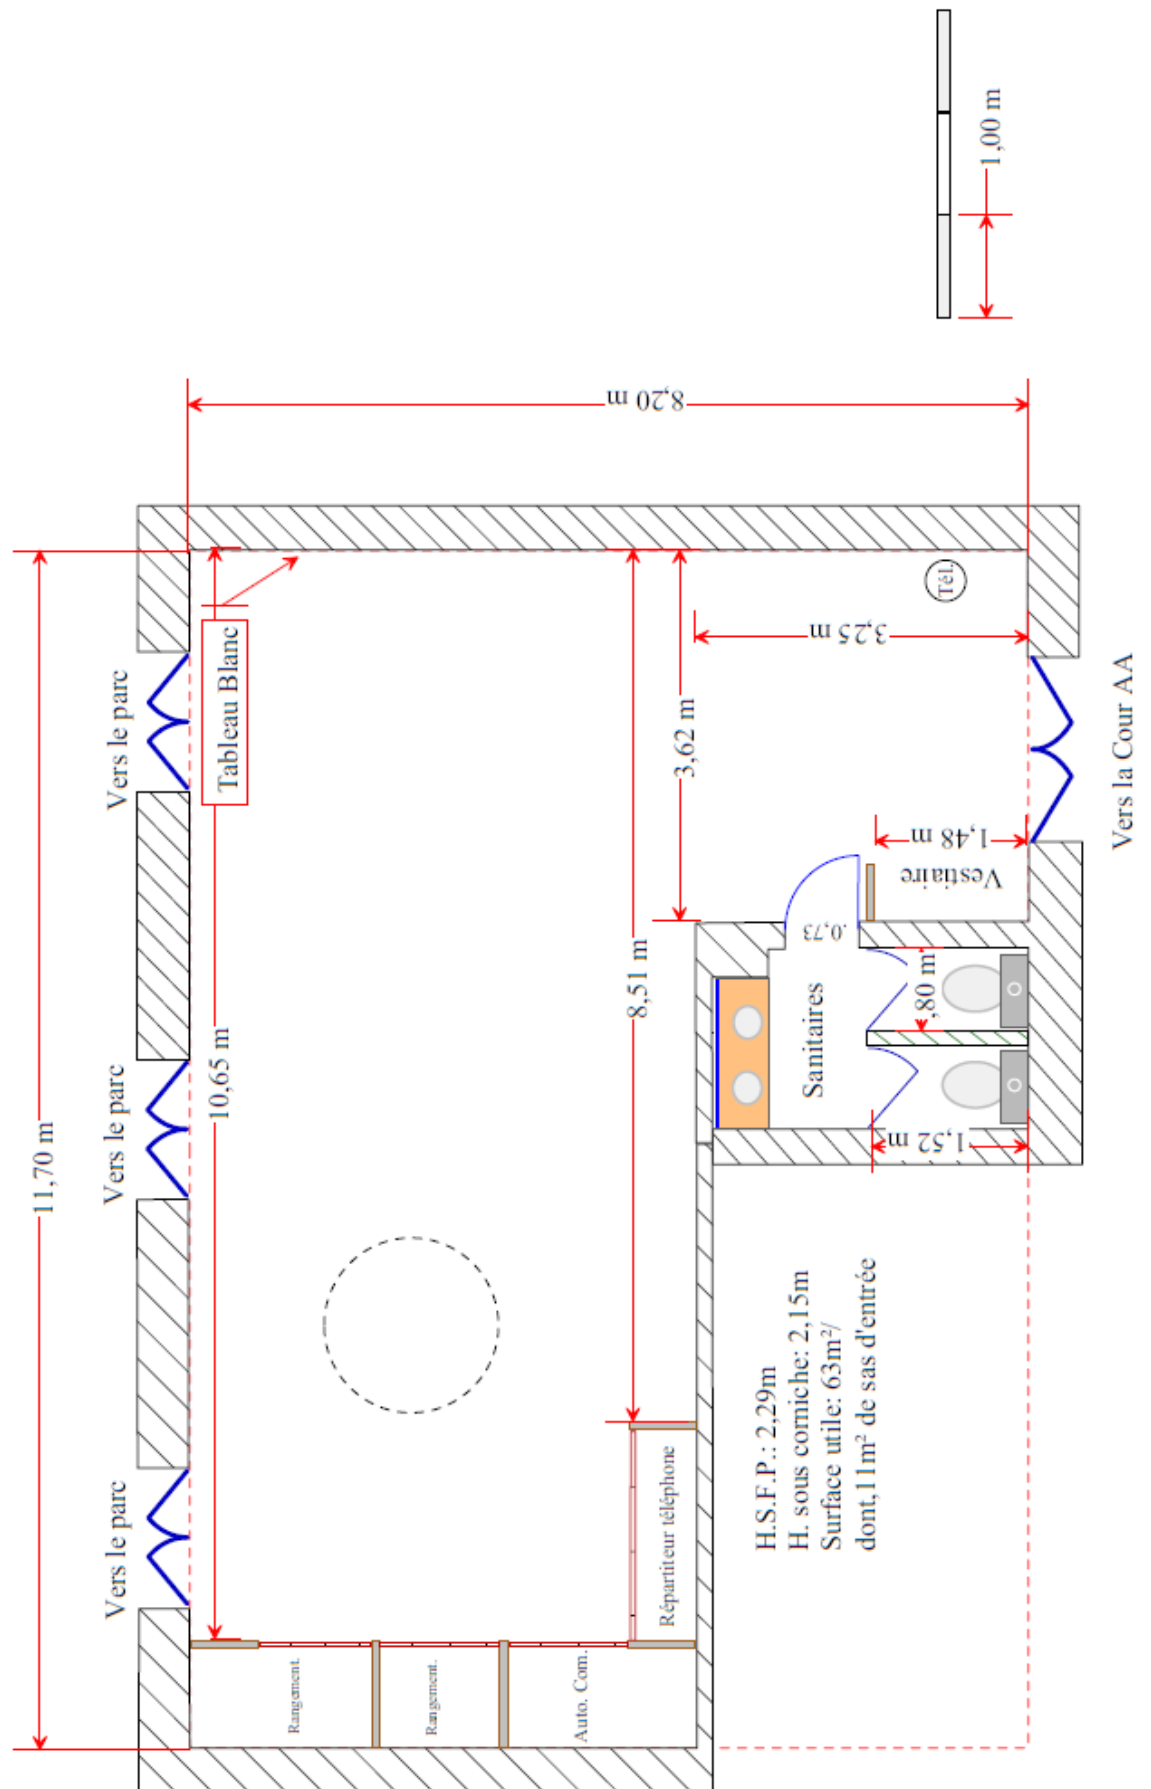 1,00 m
8,20 m
11,70 m
Vers le parc
Tableau Blanc
Tél.
3,25 m
3,62 m
Vers la Cour AA
1,48 m
Vestiaire
.0,73
8,51 m
,80 m
Sanitaires
10,65 m
Vers le parc
1,52 m
Vers le parc
H.S.F.P.: 2,29m
H. sous corniche: 2,15m
Surface utile: 63m²/
dont,11m² de sas d'entrée
Répartiteur téléphone
Rangement.
Rangement.
Auto. Com.